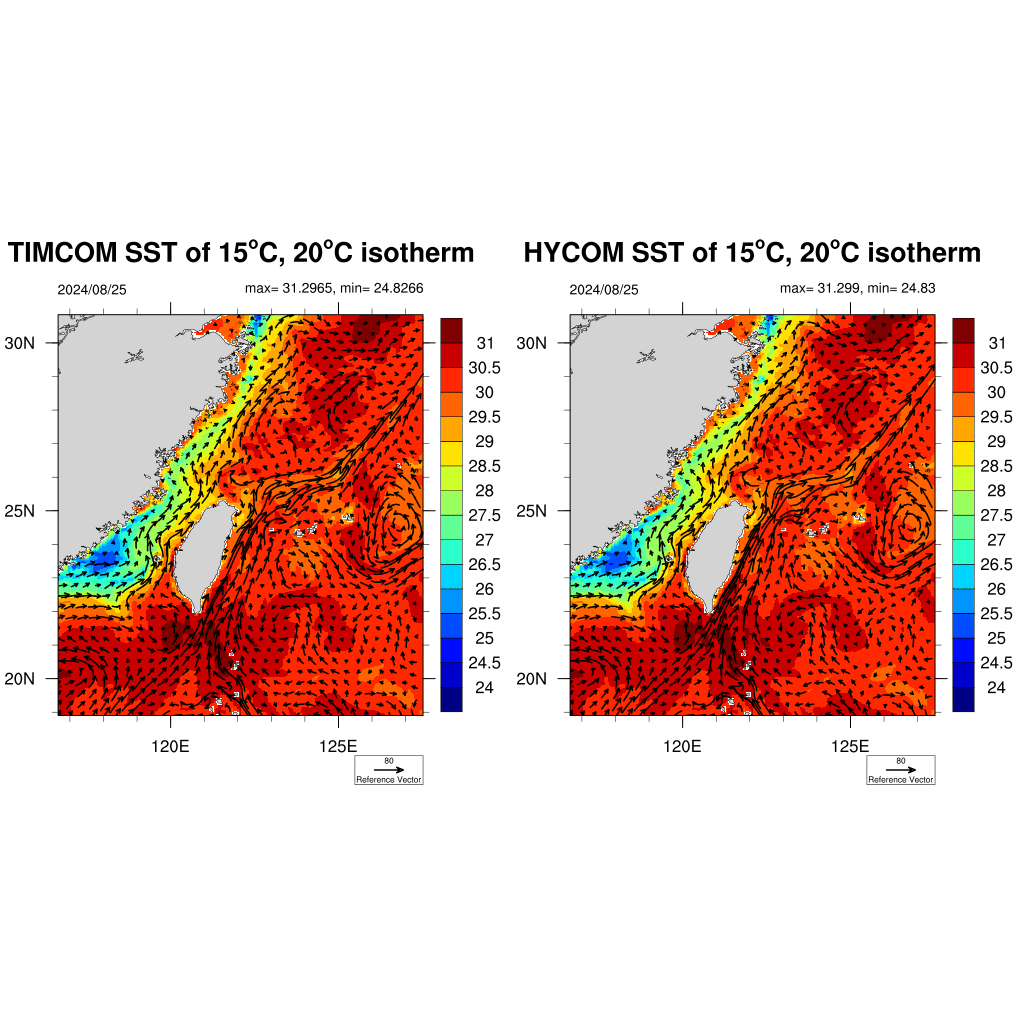 TIMCOM SST of 15°C, 20°C isotherm
2024/08/25
max= 31.2965, min= 24.8266
30N
25N
20N
120E
125E
31
30.5
30
29.5
29
28.5
28
27.5
27
26.5
26
25.5
25
24.5
24
80
Reference Vector
HYCOM SST of 15°C, 20°C isotherm
2024/08/25
max= 31.299, min= 24.83
30N
25N
20N
120E
125E
31
30.5
30
29.5
29
28.5
28
27.5
27
26.5
26
25.5
25
24.5
24
80
Reference Vector